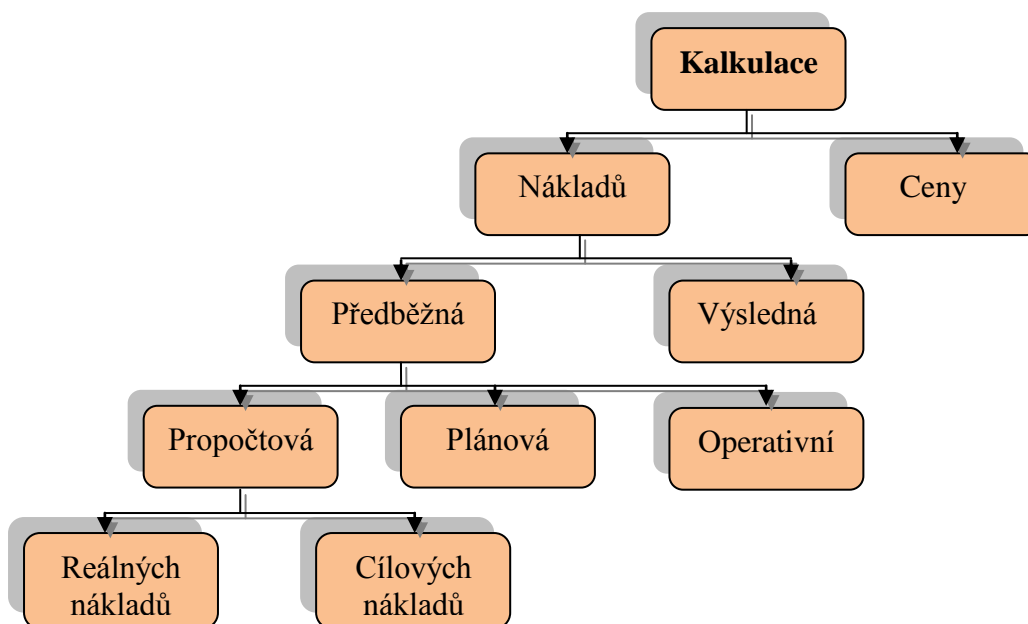 Kalkulace
Nákladů
Ceny
Předběžná
Výsledná
Propočtová
Plánová
Operativní
Reálných
nákladů
Cílových
nákladů